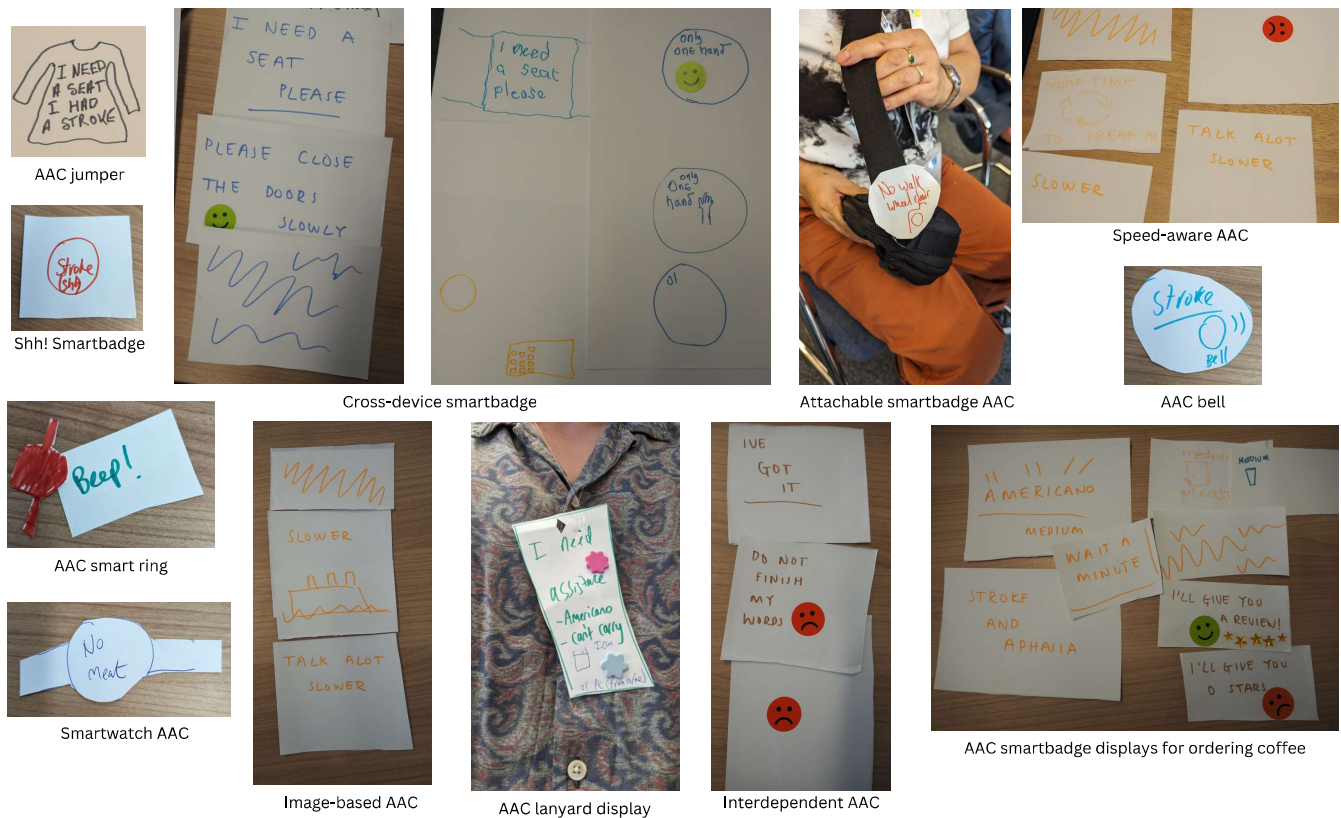 I NEED
A SEAT
I HAD
A STROKE
AAC jumper
Stroke
Shh! Smartbadge
I NEED A
SEAT
PLEASE
PLEASE CLOSE
THE DOORS
SLOWLY
I need
a seat
please
only
one hand
only
one
hand
Cross-device smartbadge
No walk
wheel chair
Attachable smartbadge AAC
MORE TIME
TO SPEAK
SLOWER
TALK ALOT
SLOWER
Speed-aware AAC
Stroke
Bell
AAC bell
Beep!
AAC smart ring
No
meat
Smartwatch AAC
SLOWER
TALK ALOT
SLOWER
Image-based AAC
I need
assistance
- Americano
- can't carry
AAC lanyard display
IVE
GOT
IT
DO NOT
FINISH
MY
WORDS
Interdependent AAC
AMERICANO
MEDIUM
medium
please
MEDIUM
WAIT A
MINUTE
STROKE
AND
APHASIA
I'LL GIVE YOU
A REVIEW!
I'LL GIVE YOU
0 STARS
AAC smartbadge displays for ordering coffee